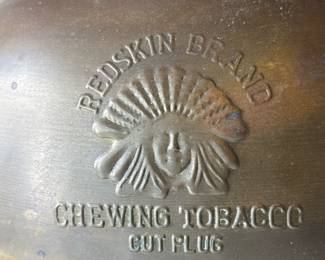 REDSKIN BRAND
CHEWING TOBACCO
CUT PLUG